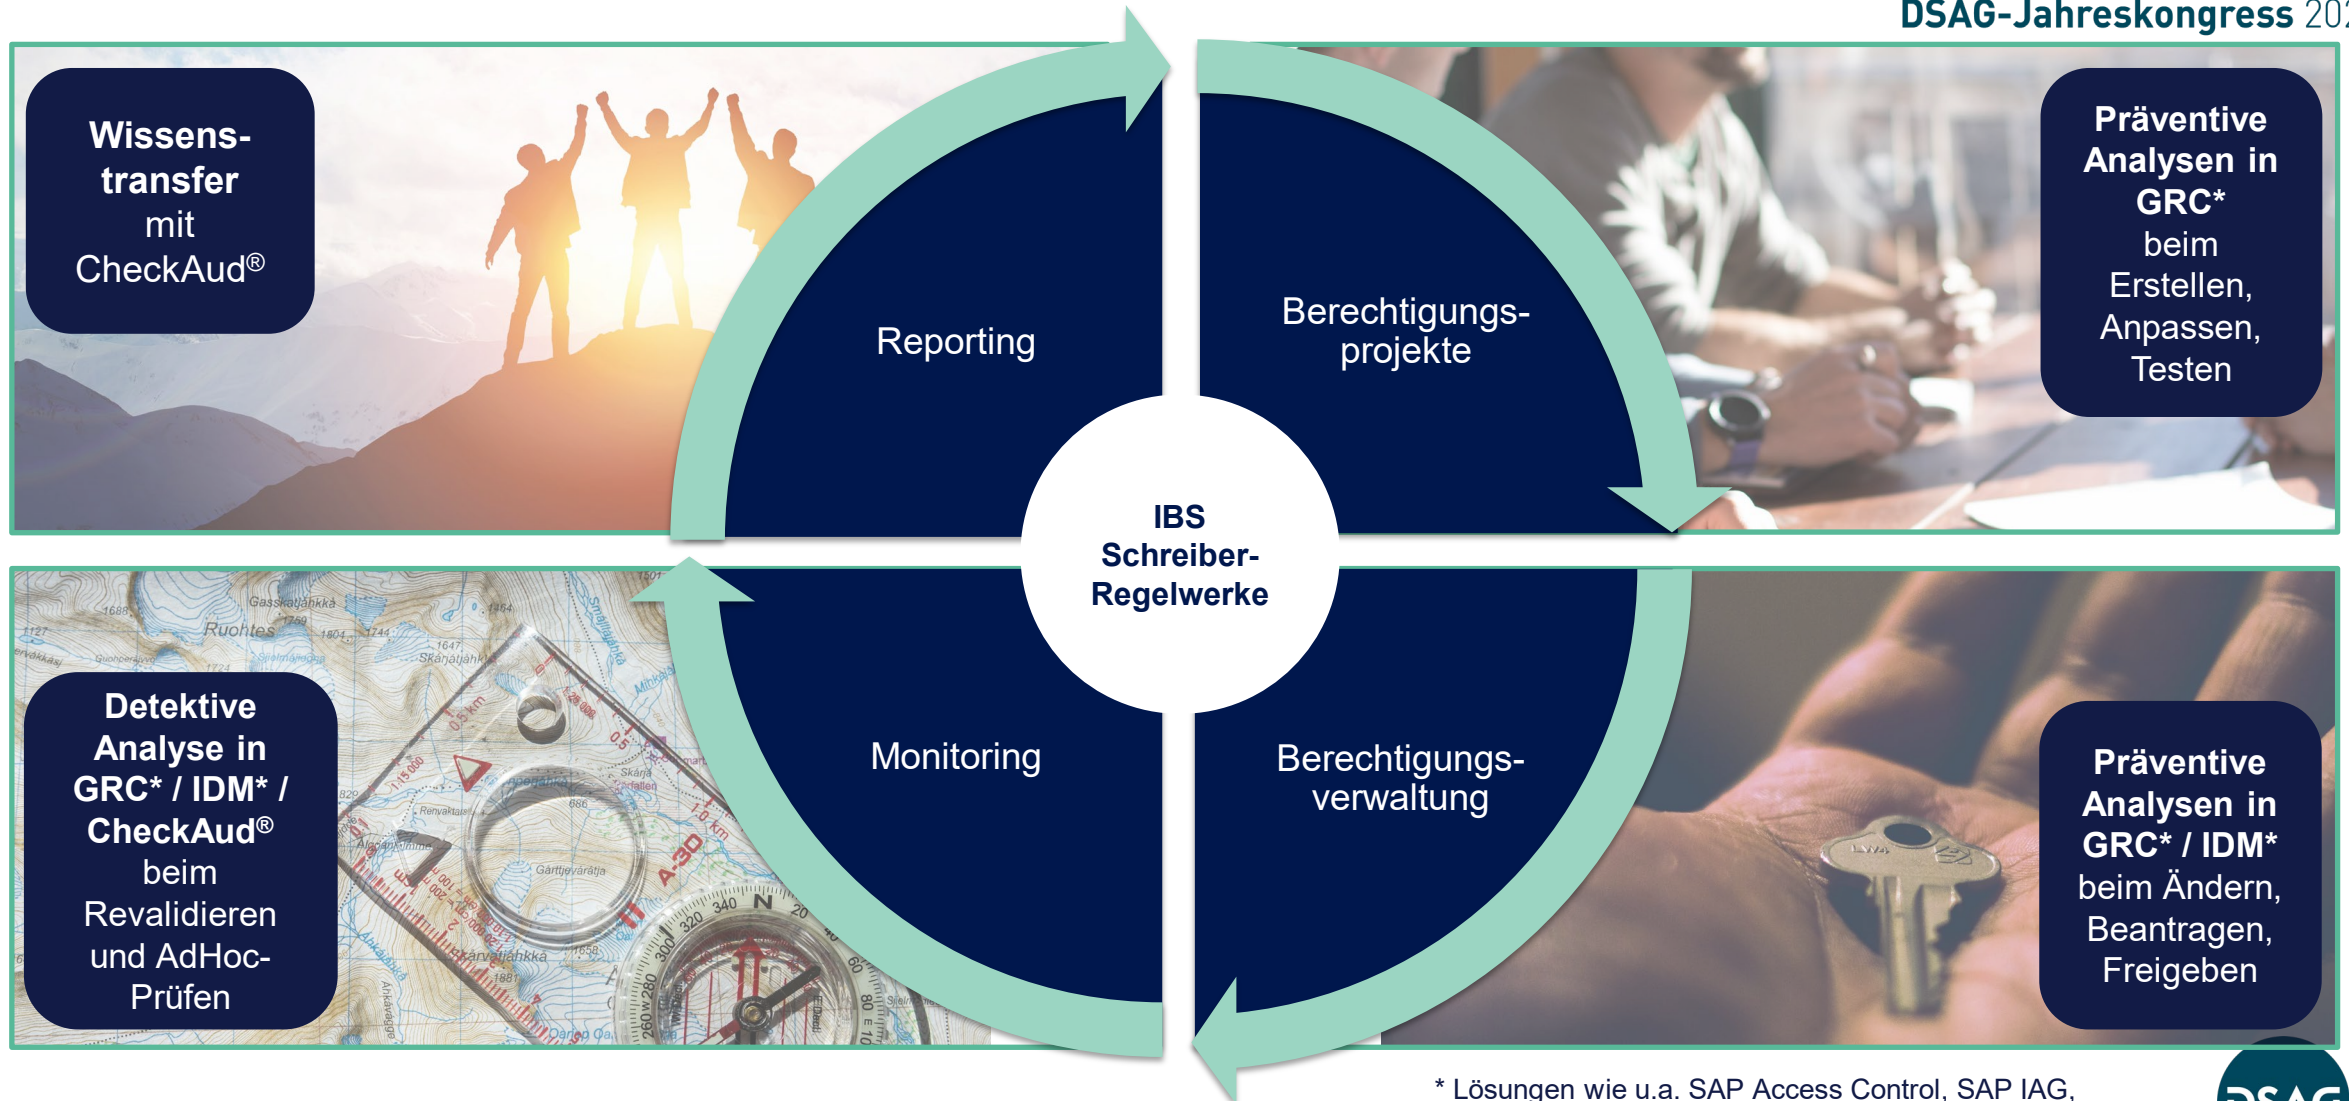 DSAG-Jahreskongress
Wissens-
transfer
mit
CheckAud®
Reporting
Berechtigungs-
projekte
Präventive
Analysen in
GRC*
beim
Erstellen,
Anpassen,
Testen
IBS
Schreiber-
Regelwerke
Detektive
Analyse in
GRC* / IDM* /
CheckAud®
beim
Revalidieren
und AdHoc-
Prüfen
Monitoring
Berechtigungs-
verwaltung
Präventive
Analysen in
GRC* / IDM*
beim Ändern,
Beantragen,
Freigeben
* Lösungen wie u.a. SAP Access Control, SAP IAG,
DSAG